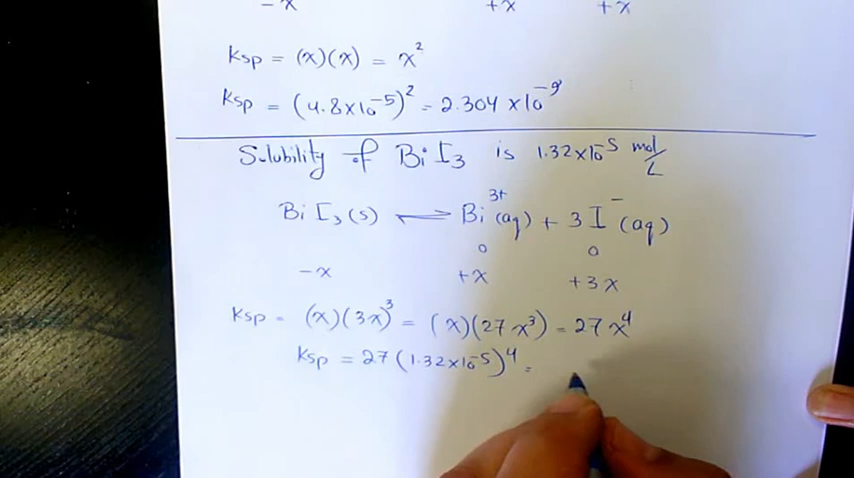 - x +x +x
Ksp = (x)(x) = x²
Ksp = (4.8×10⁻⁵)² = 2.304 × 10⁻⁹
Solubility of BiI₃ is 1.32×10⁻⁵ mol/L
BiI₃(s) ⇌ Bi³⁺(aq) + 3I⁻(aq)
0 0
-x +x +3x
Ksp = (x)(3x)³ = (x)(27x³) = 27x⁴
Ksp = 27(1.32×10⁻⁵)⁴ =